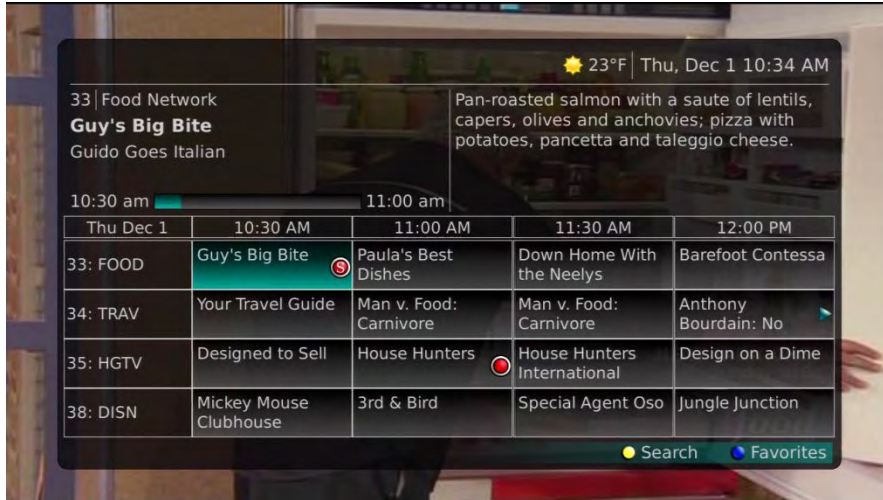 23°F Thu, Dec 1 10:34 AM
33 Food Network
Guy's Big Bite
Guido Goes Italian
Pan-roasted salmon with a saute of lentils,
capers, olives and anchovies; pizza with
potatoes, pancetta and taleggio cheese.
10:30 am 11:00 am
Thu Dec 1 10:30 AM 11:00 AM 11:30 AM 12:00 PM
33: FOOD
Guy's Big Bite
S
Paula's Best
Dishes
Down Home With
the Neelys
Barefoot Contessa
34: TRAV
Your Travel Guide
Man v. Food:
Carnivore
Man v. Food:
Carnivore
Anthony
Bourdain: No
35: HGTV
Designed to Sell
House Hunters
House Hunters
International
Design on a Dime
38: DISN
Mickey Mouse
Clubhouse
3rd & Bird
Special Agent Oso
Jungle Junction
Search Favorites